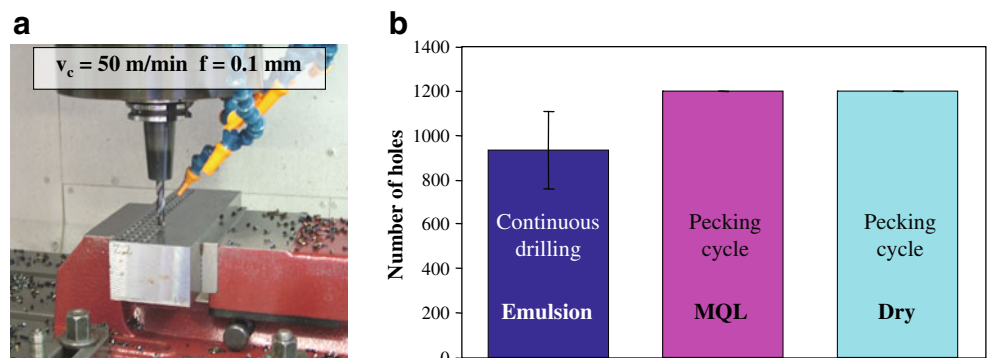 a
v_c = 50 m/min f = 0.1 mm
b
Number of holes
1400
1200
1000
800
600
400
200
0
Continuous
drilling
Emulsion
Pecking
cycle
MQL
Pecking
cycle
Dry